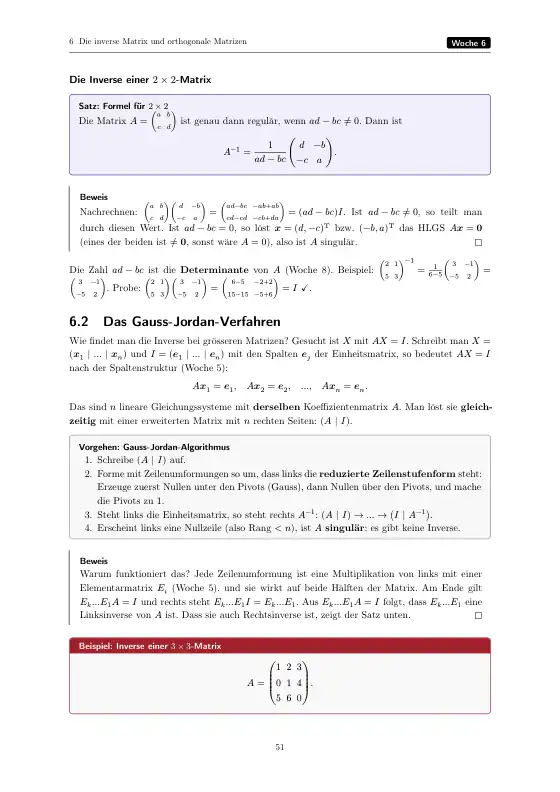 6 Die inverse Matrix und orthogonale Matrizen
Woche 6
Die Inverse einer 2 × 2-Matrix
Satz: Formel für 2 × 2
Die Matrix A = (a b; c d) ist genau dann regulär, wenn ad − bc ≠ 0. Dann ist
A⁻¹ = 1/(ad − bc) (d −b; −c a).
Beweis
Nachrechnen: (a b; c d)(d −b; −c a) = (ad−bc −ab+ab; cd−cd −cb+da) = (ad − bc)I. Ist ad − bc ≠ 0, so teilt man
durch diesen Wert. Ist ad − bc = 0, so löst x = (d, −c)ᵀ bzw. (−b, a)ᵀ das HLGS Ax = 0
(eines der beiden ist ≠ 0, sonst wäre A = 0), also ist A singulär. □
Die Zahl ad − bc ist die Determinante von A (Woche 8). Beispiel: (2 1; 5 3)⁻¹ = 1/(6−5) (3 −1; −5 2) =
(3 −1; −5 2). Probe: (2 1; 5 3)(3 −1; −5 2) = (6−5 −2+2; 15−15 −5+6) = I ✓.
6.2 Das Gauss-Jordan-Verfahren
Wie findet man die Inverse bei grösseren Matrizen? Gesucht ist X mit AX = I. Schreibt man X =
(x₁ | ... | xₙ) und I = (e₁ | ... | eₙ) mit den Spalten eⱼ der Einheitsmatrix, so bedeutet AX = I
nach der Spaltenstruktur (Woche 5):
Ax₁ = e₁, Ax₂ = e₂, ..., Axₙ = eₙ.
Das sind n lineare Gleichungssysteme mit derselben Koeffizientenmatrix A. Man löst sie gleich-
zeitig mit einer erweiterten Matrix mit n rechten Seiten: (A | I).
Vorgehen: Gauss-Jordan-Algorithmus
1. Schreibe (A | I) auf.
2. Forme mit Zeilenumformungen so um, dass links die reduzierte Zeilenstufenform steht:
Erzeuge zuerst Nullen unter den Pivots (Gauss), dann Nullen über den Pivots, und mache
die Pivots zu 1.
3. Steht links die Einheitsmatrix, so steht rechts A⁻¹: (A | I) → ... → (I | A⁻¹).
4. Erscheint links eine Nullzeile (also Rang < n), ist A singulär; es gibt keine Inverse.
Beweis
Warum funktioniert das? Jede Zeilenumformung ist eine Multiplikation von links mit einer
Elementarmatrix Eᵢ (Woche 5), und sie wirkt auf beide Hälften der Matrix. Am Ende gilt
Eₖ...E₁A = I und rechts steht Eₖ...E₁I = Eₖ...E₁. Aus Eₖ...E₁A = I folgt, dass Eₖ...E₁ eine
Linksinverse von A ist. Dass sie auch Rechtsinverse ist, zeigt der Satz unten. □
Beispiel: Inverse einer 3 × 3-Matrix
A = (1 2 3; 0 1 4; 5 6 0).
51